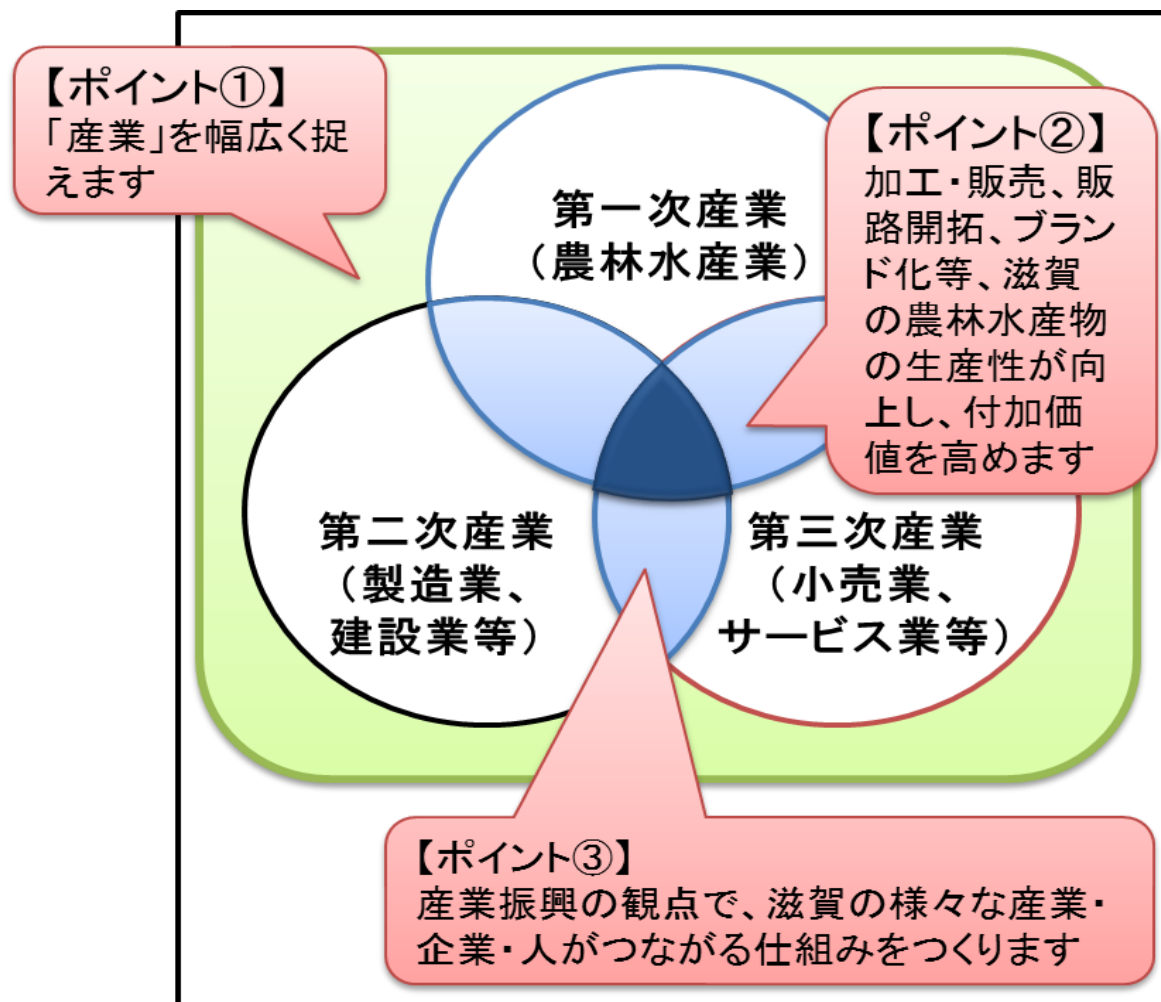 【ポイント①】
「産業」を幅広く捉
えます
【ポイント②】
加工・販売、販
路開拓、ブラン
ド化等、滋賀
の農林水産物
の生産性が向
上し、付加価
値を高めます
第一次産業
（農林水産業）
第二次産業
（製造業、
建設業等）
第三次産業
（小売業、
サービス業等）
【ポイント③】
産業振興の観点で、滋賀の様々な産業・
企業・人がつながる仕組みをつくります